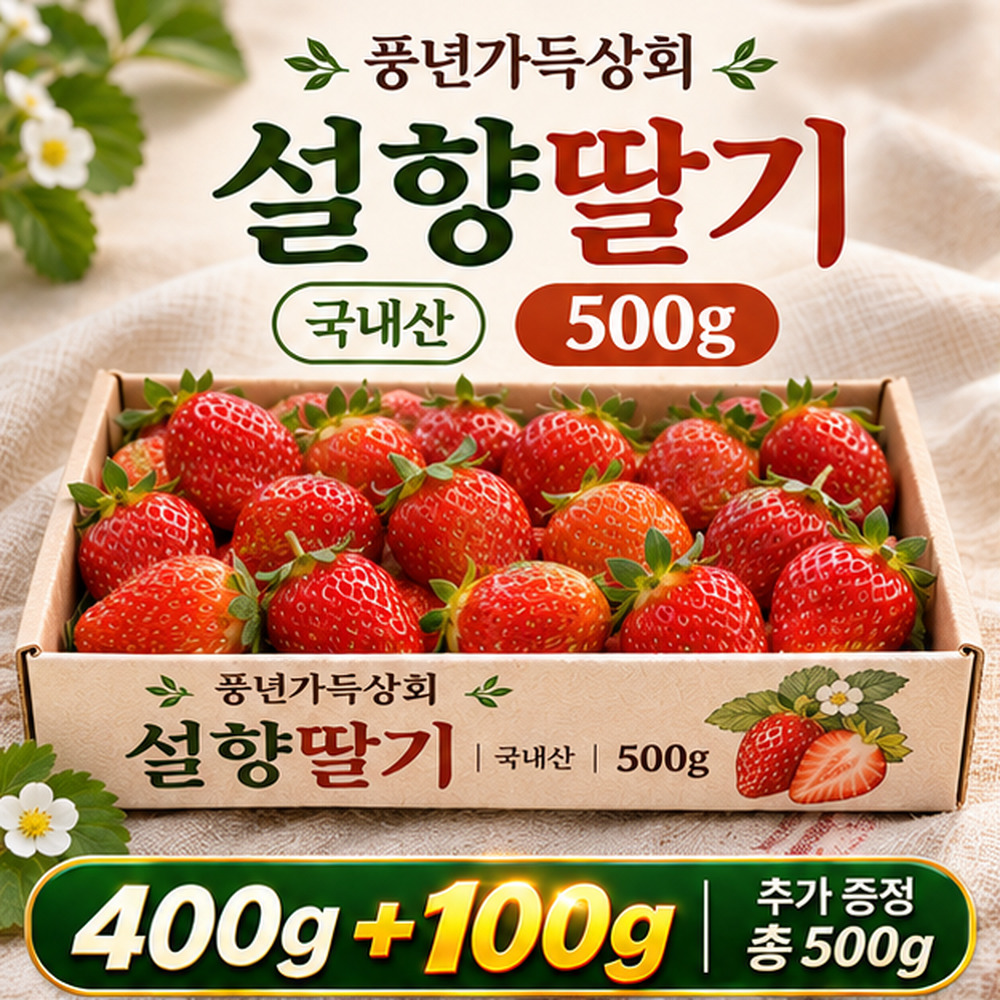 풍년가득상회
설향딸기
국내산 500g
풍년가득상회
설향딸기 | 국내산 | 500g
400g+100g | 추가 증정
총 500g